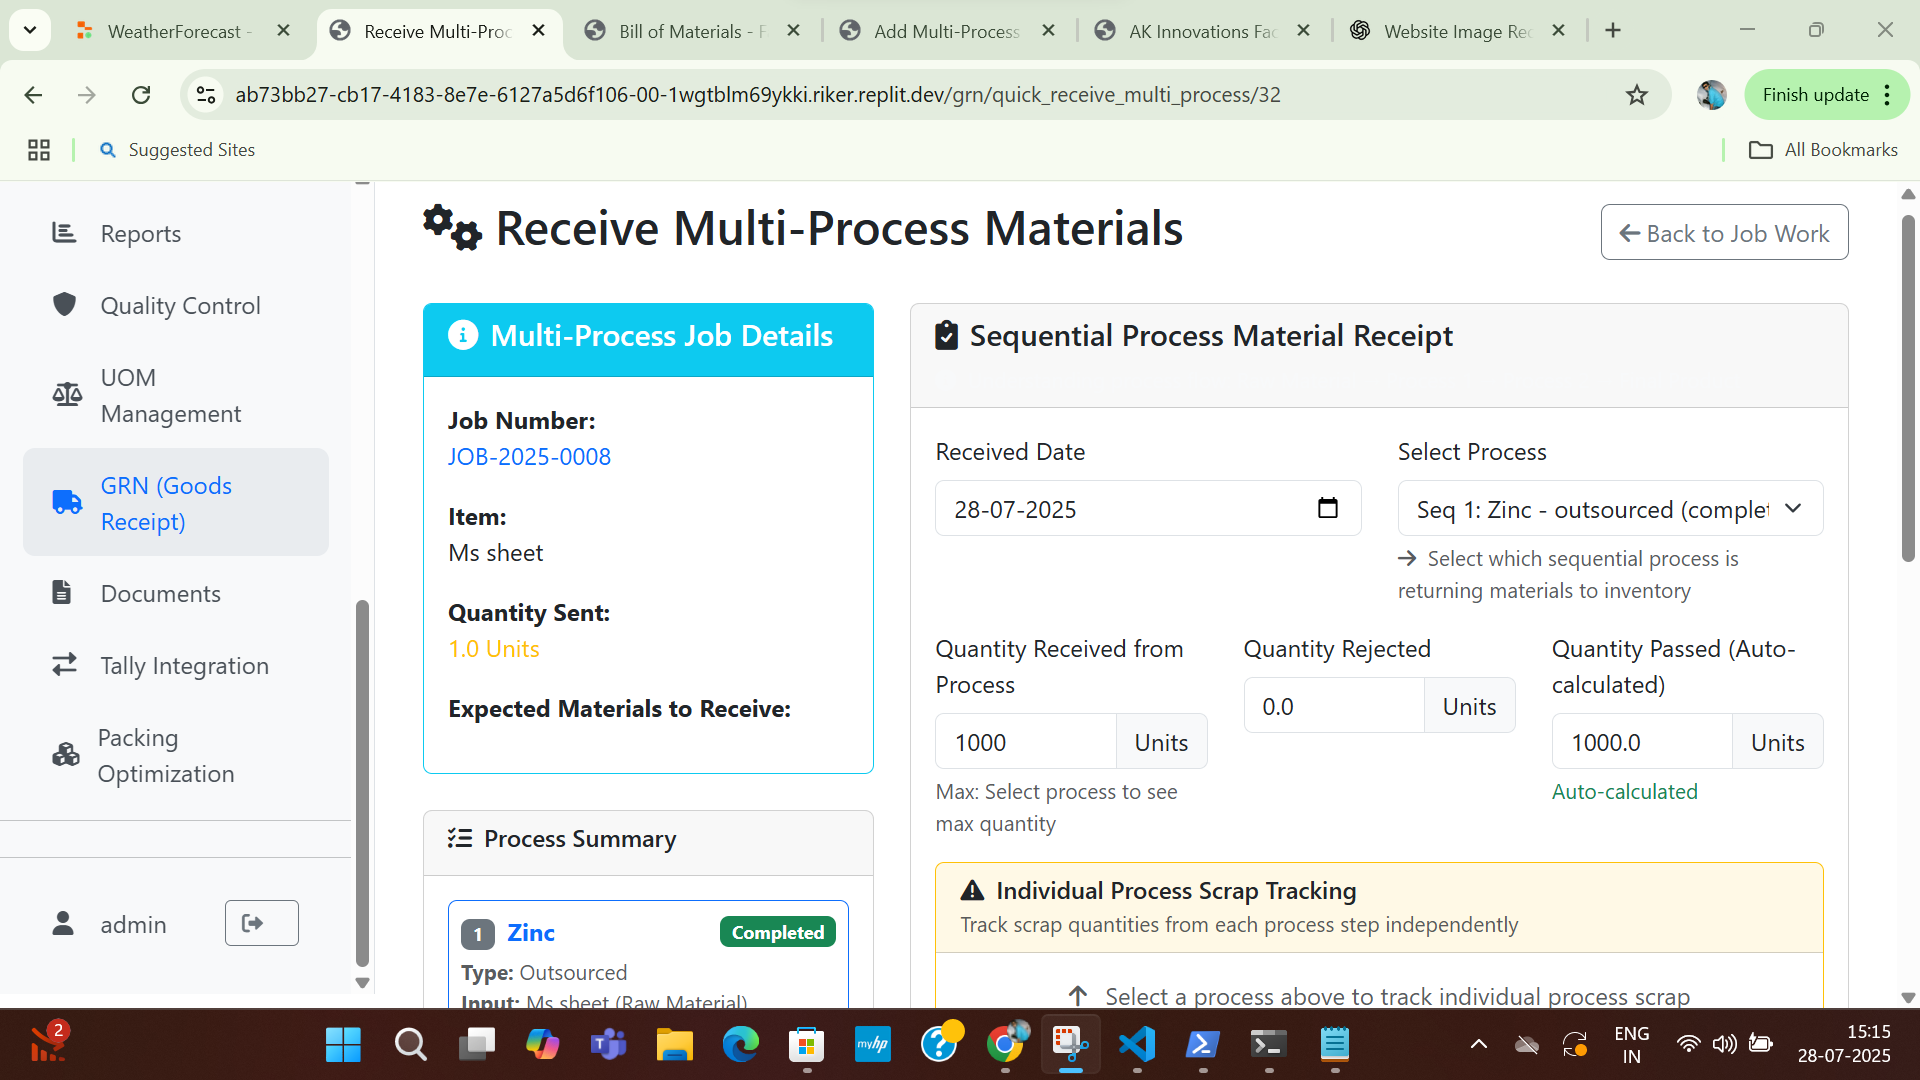 WeatherForecast -
Receive Multi-Proc
Bill of Materials - F
Add Multi-Process
AK Innovations Fac
Website Image Rec
ab73bb27-cb17-4183-8e7e-6127a5d6f106-00-1wgtblm69ykki.riker.replit.dev/grn/quick_receive_multi_process/32
Finish update
Suggested Sites
All Bookmarks
Reports
Quality Control
UOM
Management
GRN (Goods
Receipt)
Documents
Tally Integration
Packing
Optimization
admin
Receive Multi-Process Materials
Back to Job Work
Multi-Process Job Details
Job Number:
JOB-2025-0008
Item:
Ms sheet
Quantity Sent:
1.0 Units
Expected Materials to Receive:
Process Summary
1 Zinc Completed
Type: Outsourced
Input: Ms sheet (Raw Material)
Sequential Process Material Receipt
Received Date
28-07-2025
Select Process
Seq 1: Zinc - outsourced (complet
Select which sequential process is
returning materials to inventory
Quantity Received from
Process
1000 Units
Max: Select process to see
max quantity
Quantity Rejected
0.0 Units
Quantity Passed (Auto-
calculated)
1000.0 Units
Auto-calculated
Individual Process Scrap Tracking
Track scrap quantities from each process step independently
Select a process above to track individual process scrap
2
myhp
ENG
IN
15:15
28-07-2025